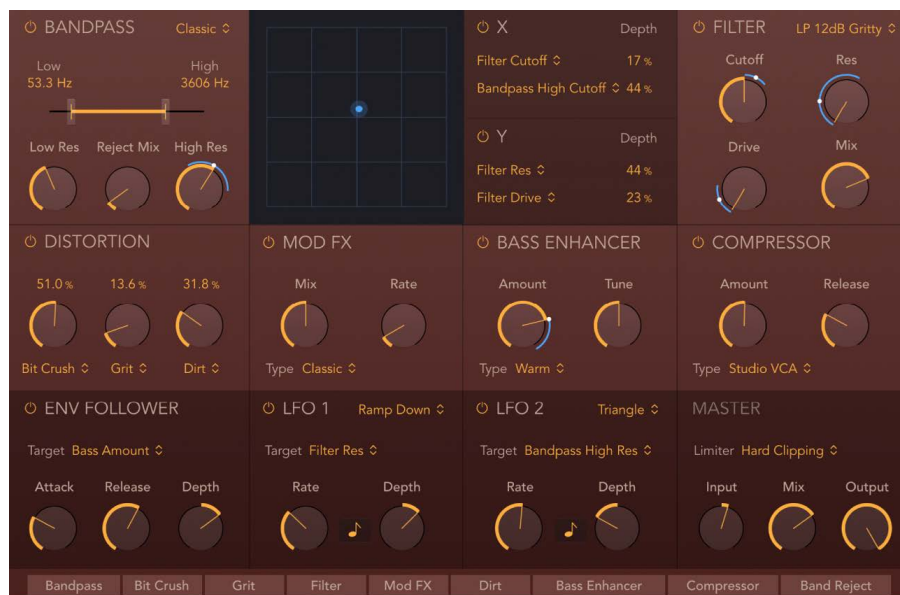 BANDPASS Classic
Low High
53.3 Hz 3606 Hz
Low Res Reject Mix High Res
X Depth
Filter Cutoff 17 %
Bandpass High Cutoff 44 %
Y Depth
Filter Res 44 %
Filter Drive 23 %
FILTER LP 12dB Gritty
Cutoff Res
Drive Mix
DISTORTION
51.0 % 13.6 % 31.8 %
Bit Crush Grit Dirt
MOD FX
Mix Rate
Type Classic
BASS ENHANCER
Amount Tune
Type Warm
COMPRESSOR
Amount Release
Type Studio VCA
ENV FOLLOWER
Target Bass Amount
Attack Release Depth
LFO 1 Ramp Down
Target Filter Res
Rate Depth
LFO 2 Triangle
Target Bandpass High Res
Rate Depth
MASTER
Limiter Hard Clipping
Input Mix Output
Bandpass Bit Crush Grit Filter Mod FX Dirt Bass Enhancer Compressor Band Reject